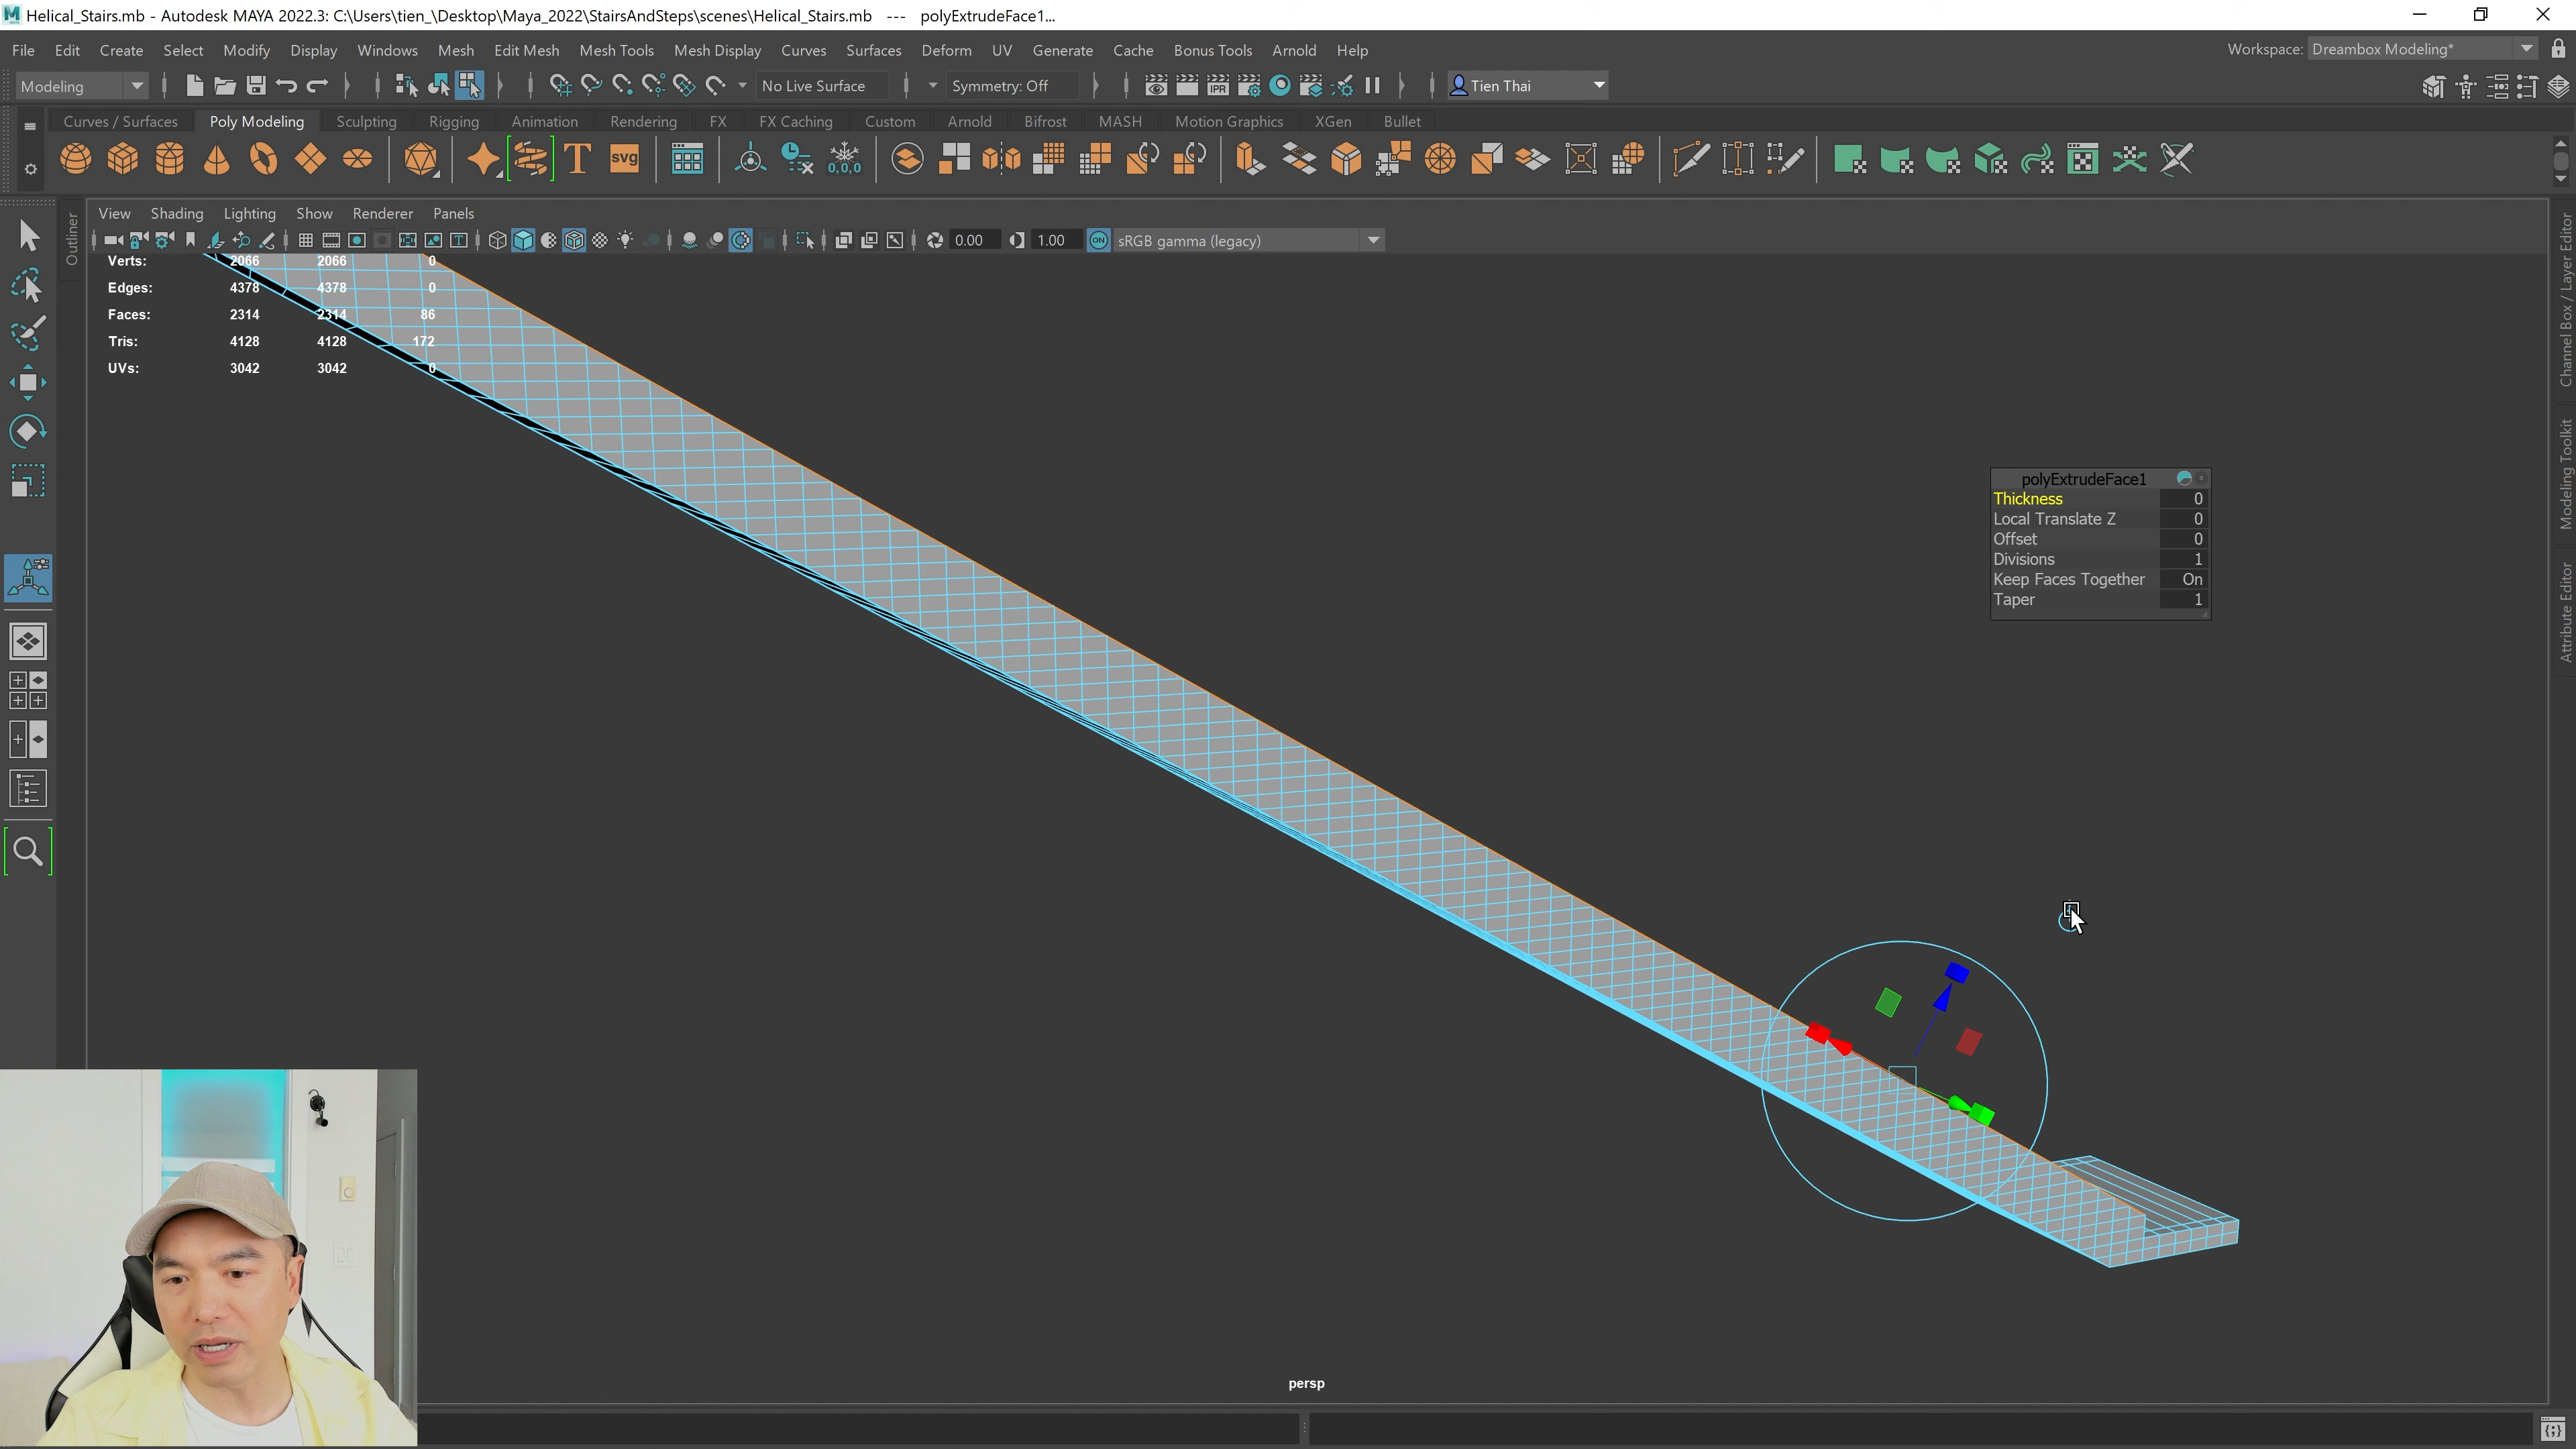 Helical_Stairs.mb - Autodesk MAYA 2022.3: C:\Users\tien_\Desktop\Maya_2022\StairsAndSteps\scenes\Helical_Stairs.mb --- polyExtrudeFace1...
File Edit Create Select Modify Display Windows Mesh Edit Mesh Mesh Tools Mesh Display Curves Surfaces Deform UV Generate Cache Bonus Tools Arnold Help
Workspace: Dreambox Modeling*
Modeling
No Live Surface
Symmetry: Off
IPR
Tien Thai
Curves / Surfaces Poly Modeling Sculpting Rigging Animation Rendering FX FX Caching Custom Arnold Bifrost MASH Motion Graphics XGen Bullet
T
svg
0,0,0
Outliner
View Shading Lighting Show Renderer Panels
0.00
1.00
ON
sRGB gamma (legacy)
Verts: 2066 2066 0
Edges: 4378 4378 0
Faces: 2314 2314 86
Tris: 4128 4128 172
UVs: 3042 3042 0
polyExtrudeFace1
Thickness 0
Local Translate Z 0
Offset 0
Divisions 1
Keep Faces Together On
Taper 1
Channel Box / Layer Editor
Modeling Toolkit
Attribute Editor
persp